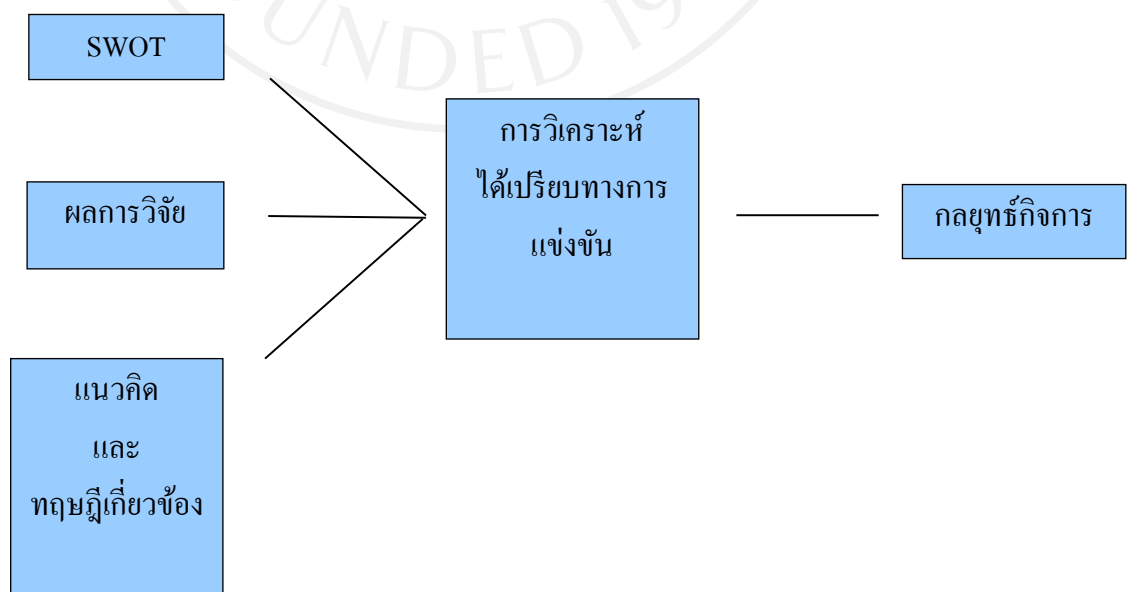 UNDED 19
SWOT
ผลการวิจัย
แนวคิด
และ
ทฤษฎีเกี่ยวข้อง
การวิเคราะห์
ได้เปรียบทางการ
แข่งขัน
กลยุทธ์กิจการ